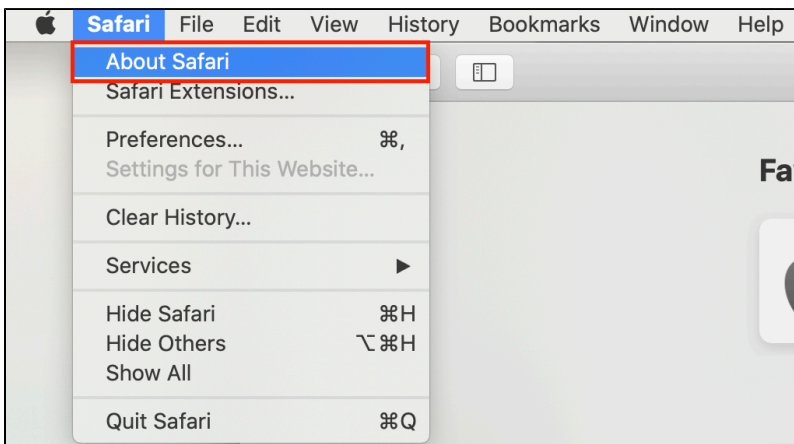 Safari File Edit View History Bookmarks Window Help
About Safari
Safari Extensions...
Preferences... ⌘,
Settings for This Website...
Clear History...
Services ▶
Hide Safari ⌘H
Hide Others ⌥⌘H
Show All
Quit Safari ⌘Q
Fa